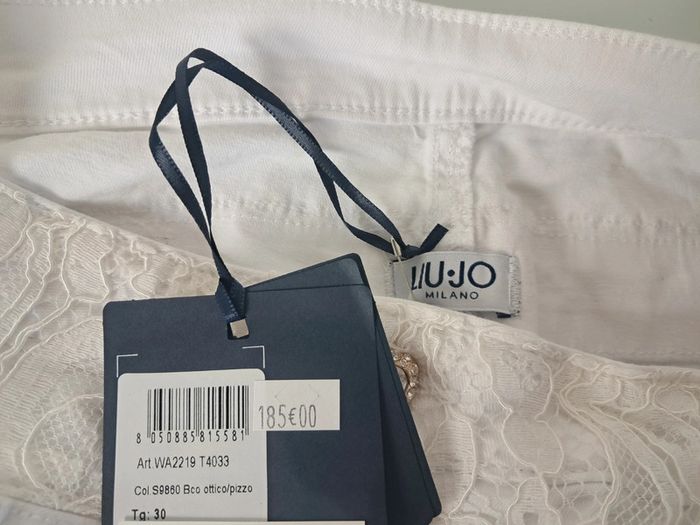 LIU·JO
MILANO
185€00
8 050885 815581
Art.WA2219 T4033
Col.S9860 Bco ottico/pizzo
Tg: 30